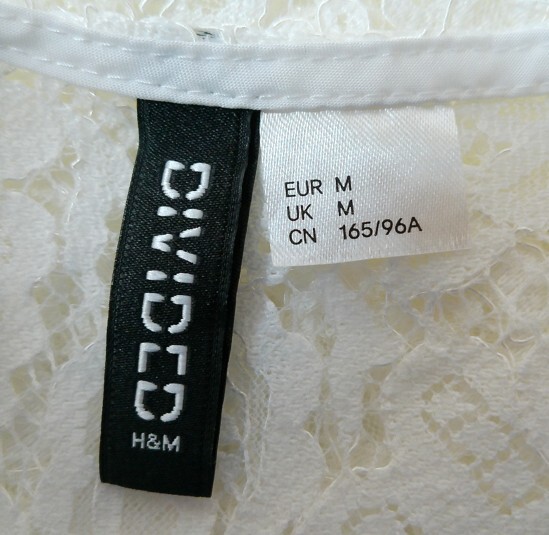 DIVIDED
H&M
EUR M
UK M
CN 165/96A